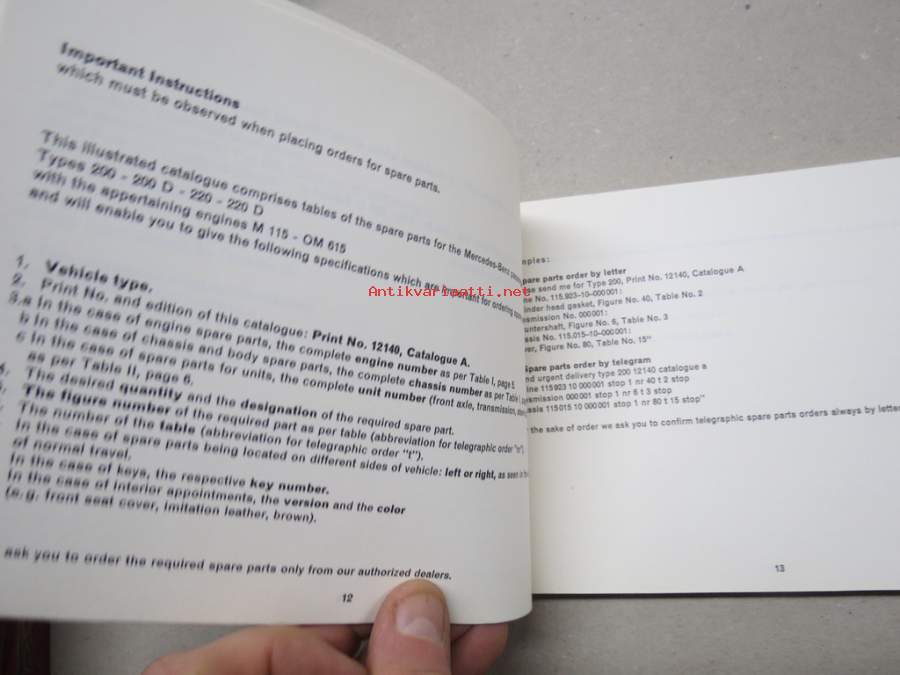 Important Instructions
which must be observed when placing orders for spare parts.
This illustrated catalogue comprises tables of the spare parts for the Mercedes-Benz
Types 200 - 200 D - 220 - 220 D
with the appertaining engines M 115 - OM 615
and will enable you to give the following specifications which are important for ordering
1. Vehicle type.
2. Print No. and edition of this catalogue: Print No. 12140, Catalogue A.
3.a In the case of engine spare parts, the complete engine number as per Table I, page 5.
b In the case of chassis and body spare parts, the complete chassis number as per Table I,
c In the case of spare parts for units, the complete unit number (front axle, transmission,
as per Table II, page 6.
The desired quantity and the designation of the required spare part.
The figure number of the required part as per table (abbreviation for telegraphic order "n").
The number of the table (abbreviation for telegraphic order "t").
In the case of spare parts being located on different sides of vehicle: left or right, as seen in
of normal travel.
In the case of keys, the respective key number.
In the case of interior appointments, the version and the color
(e.g: front seat cover, imitation leather, brown).
ask you to order the required spare parts only from our authorized dealers.
12
Antikvariaatti.net
mples:
spare parts order by letter
se send me for Type 200, Print No. 12140, Catalogue A
ne No. 115.923-10-000001:
inder head gasket, Figure No. 40, Table No. 2
nsmission No. 000001:
untershaft, Figure No. 6, Table No. 3
ssis No. 115.015-10-000001:
ver, Figure No. 80, Table No. 15"
Spare parts order by telegram
nd urgent delivery type 200 12140 catalogue a
ine 115923 10 000001 stop 1 nr 40 t 2 stop
nsmission 000001 stop 1 nr 6 t 3 stop
assis 115015 10 000001 stop 1 nr 80 t 15 stop"
the sake of order we ask you to confirm telegraphic spare parts orders always by letter
13